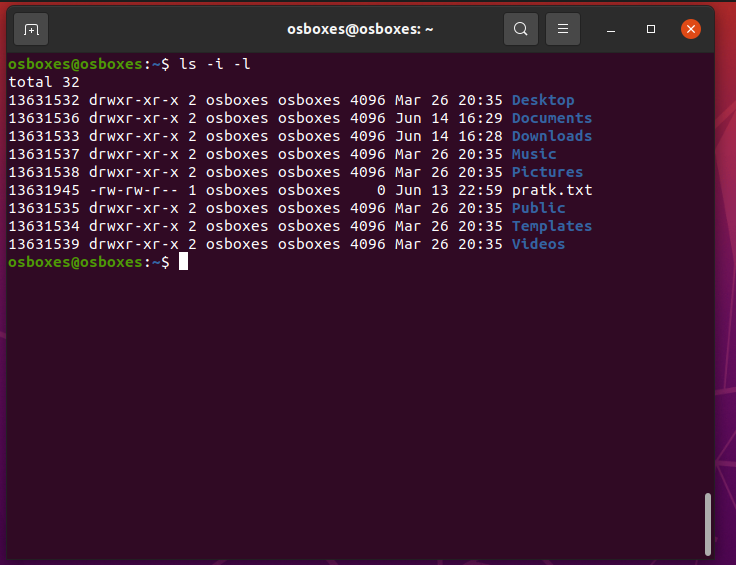 osboxes@osboxes: ~
osboxes@osboxes:~$ ls -i -l
total 32
13631532 drwxr-xr-x 2 osboxes osboxes 4096 Mar 26 20:35 Desktop
13631536 drwxr-xr-x 2 osboxes osboxes 4096 Jun 14 16:29 Documents
13631533 drwxr-xr-x 2 osboxes osboxes 4096 Jun 14 16:28 Downloads
13631537 drwxr-xr-x 2 osboxes osboxes 4096 Mar 26 20:35 Music
13631538 drwxr-xr-x 2 osboxes osboxes 4096 Mar 26 20:35 Pictures
13631945 -rw-rw-r-- 1 osboxes osboxes    0 Jun 13 22:59 pratk.txt
13631535 drwxr-xr-x 2 osboxes osboxes 4096 Mar 26 20:35 Public
13631534 drwxr-xr-x 2 osboxes osboxes 4096 Mar 26 20:35 Templates
13631539 drwxr-xr-x 2 osboxes osboxes 4096 Mar 26 20:35 Videos
osboxes@osboxes:~$